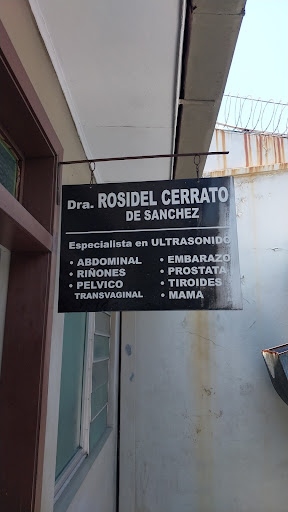 Dra. ROSIDEL CERRATO
DE SANCHEZ
Especialista en ULTRASONIDO
• ABDOMINAL
• RIÑONES
• PELVICO
TRANSVAGINAL
• EMBARAZO
• PROSTATA
• TIROIDES
• MAMA